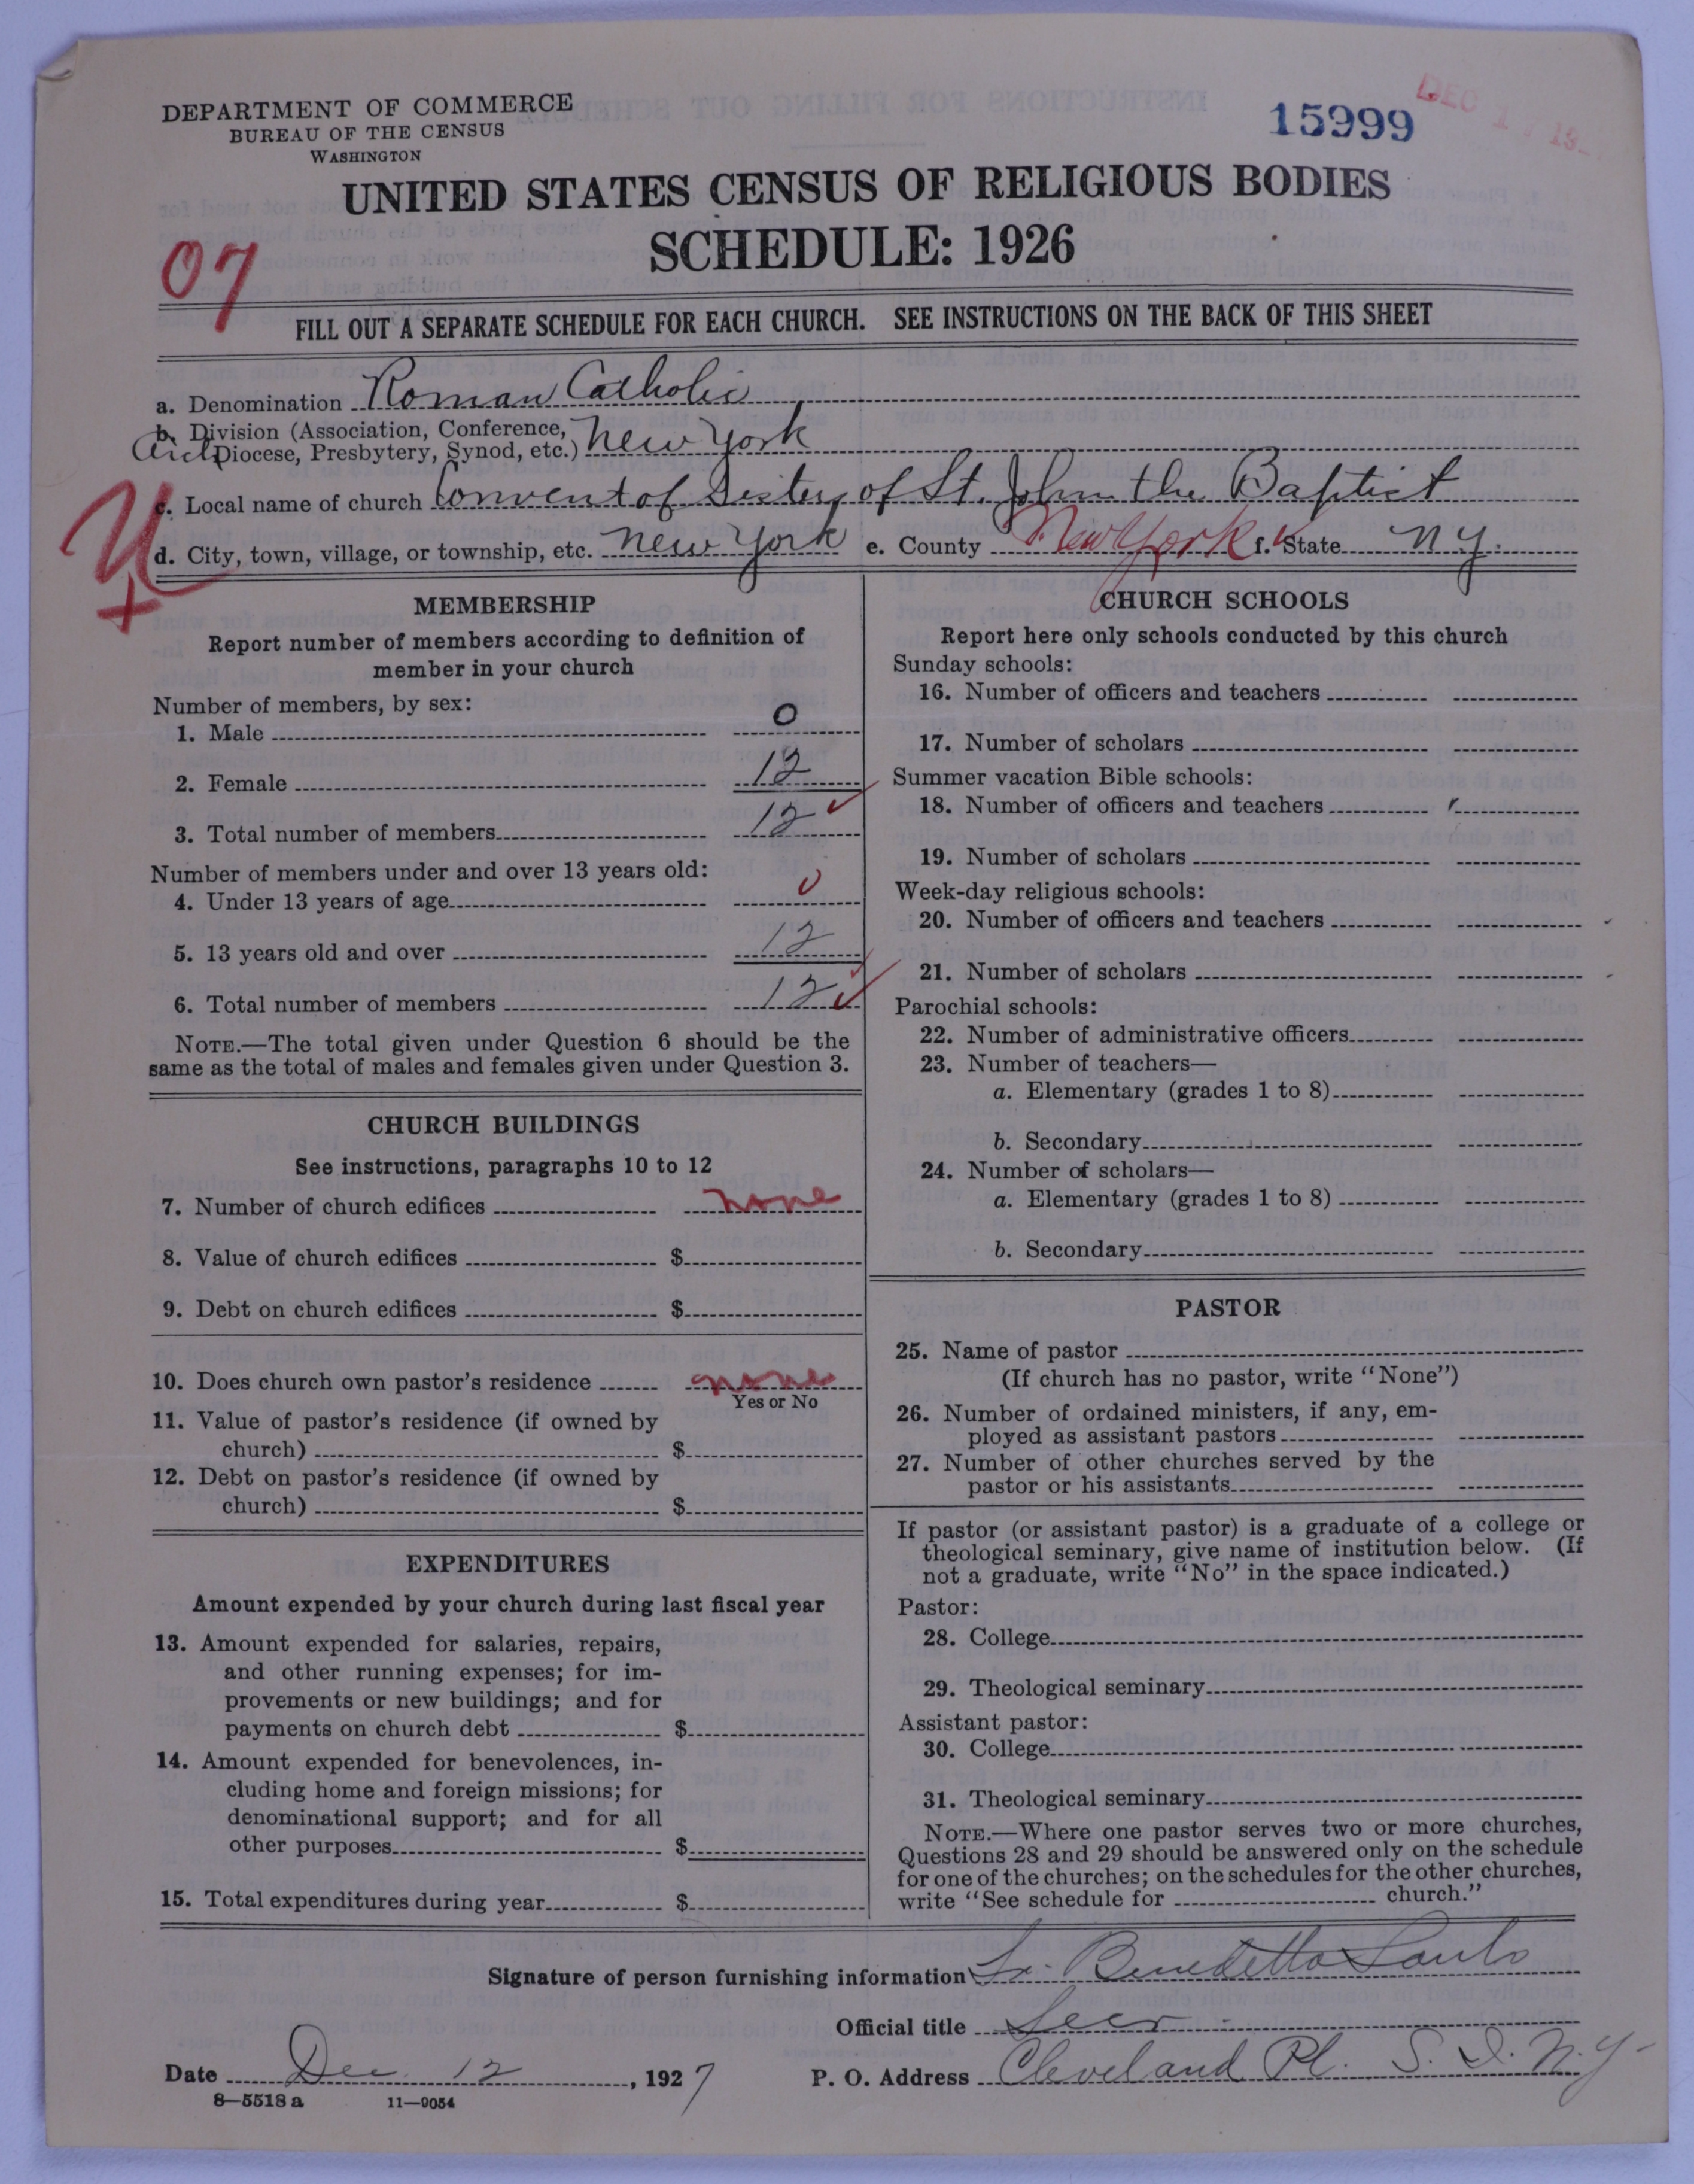 DEPARTMENT OF COMMERCE
BUREAU OF THE CENSUS
WASHINGTON
15999
DEC 1
UNITED STATES CENSUS OF RELIGIOUS BODIES
SCHEDULE: 1926
07
FILL OUT A SEPARATE SCHEDULE FOR EACH CHURCH. SEE INSTRUCTIONS ON THE BACK OF THIS SHEET
a. Denomination Roman Catholic
b. Division (Association, Conference,
Arch Diocese, Presbytery, Synod, etc.) New York
c. Local name of church Convent of Sisters of St. John the Baptist
d. City, town, village, or township, etc. New York e. County New York f. State N Y.
MEMBERSHIP
Report number of members according to definition of
member in your church
Number of members, by sex:
1. Male 0
2. Female 12
3. Total number of members 12
Number of members under and over 13 years old:
4. Under 13 years of age 0
5. 13 years old and over 12
6. Total number of members 12
NOTE.—The total given under Question 6 should be the
same as the total of males and females given under Question 3.
CHURCH BUILDINGS
See instructions, paragraphs 10 to 12
7. Number of church edifices none
8. Value of church edifices $
9. Debt on church edifices $
10. Does church own pastor's residence none
Yes or No
11. Value of pastor's residence (if owned by
church) $
12. Debt on pastor's residence (if owned by
church) $
EXPENDITURES
Amount expended by your church during last fiscal year
13. Amount expended for salaries, repairs,
and other running expenses; for im-
provements or new buildings; and for
payments on church debt $
14. Amount expended for benevolences, in-
cluding home and foreign missions; for
denominational support; and for all
other purposes $
15. Total expenditures during year $
CHURCH SCHOOLS
Report here only schools conducted by this church
Sunday schools:
16. Number of officers and teachers
17. Number of scholars
Summer vacation Bible schools:
18. Number of officers and teachers
19. Number of scholars
Week-day religious schools:
20. Number of officers and teachers
21. Number of scholars
Parochial schools:
22. Number of administrative officers
23. Number of teachers—
a. Elementary (grades 1 to 8)
b. Secondary
24. Number of scholars—
a. Elementary (grades 1 to 8)
b. Secondary
PASTOR
25. Name of pastor
(If church has no pastor, write "None")
26. Number of ordained ministers, if any, em-
ployed as assistant pastors
27. Number of other churches served by the
pastor or his assistants
If pastor (or assistant pastor) is a graduate of a college or
theological seminary, give name of institution below. (If
not a graduate, write "No" in the space indicated.)
Pastor:
28. College
29. Theological seminary
Assistant pastor:
30. College
31. Theological seminary
NOTE.—Where one pastor serves two or more churches,
Questions 28 and 29 should be answered only on the schedule
for one of the churches; on the schedules for the other churches,
write "See schedule for church."
Signature of person furnishing information Sr. Benedetta
Official title Secr
Date Dec. 12, 1927 P. O. Address Cleveland Pl. S. I. N. Y.
8—5518 a 11—9054